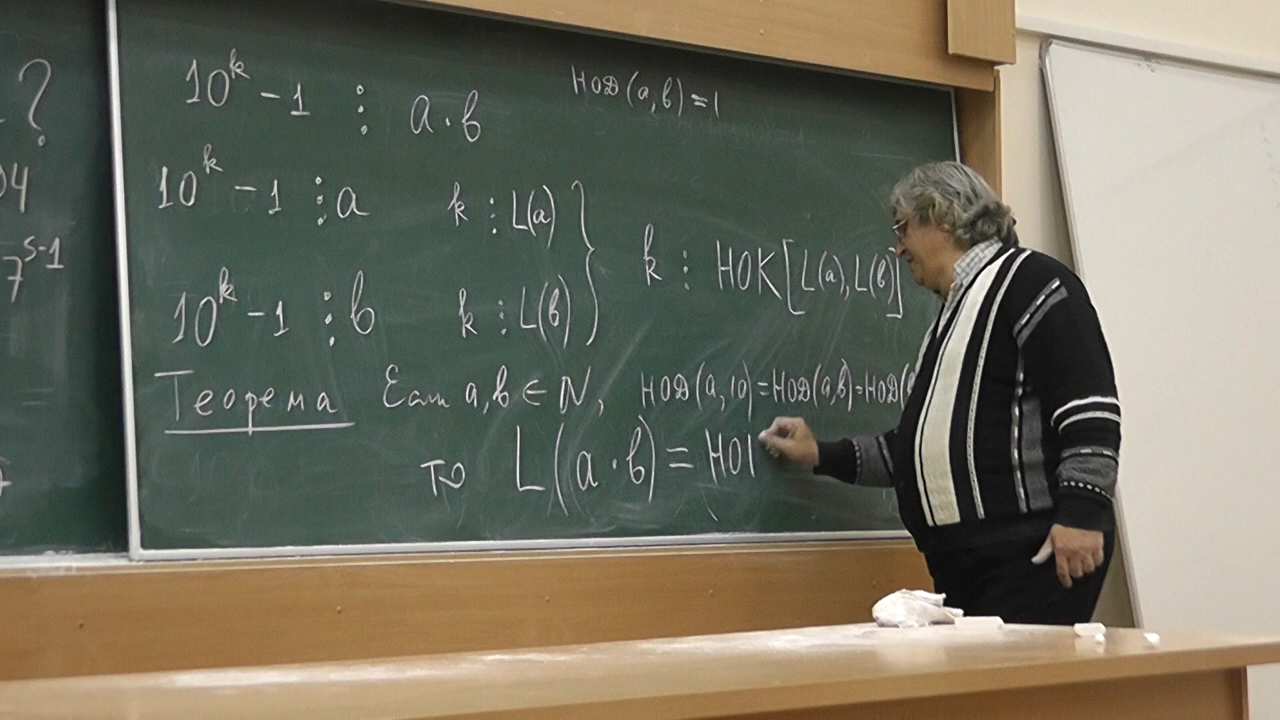 ?
04
7^{s-1}
10^k - 1 ⋮ a·b
НОД(a,b)=1
10^k - 1 ⋮ a k ⋮ L(a)
k ⋮ НОК[L(a),L(b)]
10^k - 1 ⋮ b k ⋮ L(b)
Теорема Если a,b ∈ N, НОД(a,10)=НОД(a,b)=НОД(
то L(a·b) = НОК